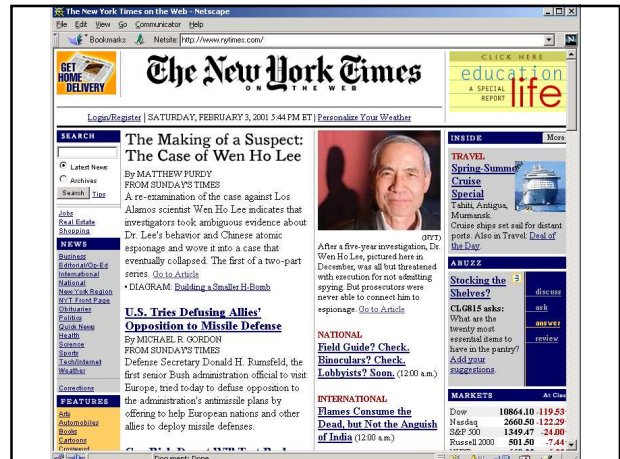 The New York Times on the Web - Netscape
File Edit View Go Communicator Help
Bookmarks Netsite: http://www.nytimes.com/
GET
HOME
DELIVERY
The New York Times
ON THE WEB
CLICK HERE
education
A SPECIAL
REPORT
life
Login/Register | SATURDAY, FEBRUARY 3, 2001 5:44 PM ET | Personalize Your Weather
SEARCH
Latest News
Archives
Search Tips
Jobs
Real Estate
Shopping
NEWS
Business
Editorial/Op-Ed
International
National
New York Region
NYT Front Page
Obituaries
Politics
Quick News
Health
Science
Sports
Tech/Internet
Weather
Corrections
FEATURES
Arts
Automobiles
Books
Cartoons
Crossword
The Making of a Suspect:
The Case of Wen Ho Lee
By MATTHEW PURDY
FROM SUNDAY'S TIMES
A re-examination of the case against Los
Alamos scientist Wen Ho Lee indicates that
investigators took ambiguous evidence about
Dr. Lee's behavior and Chinese atomic
espionage and wove it into a case that
eventually collapsed. The first of a two-part
series. Go to Article
• DIAGRAM: Building a Smaller H-Bomb
U.S. Tries Defusing Allies'
Opposition to Missile Defense
By MICHAEL R. GORDON
FROM SUNDAY'S TIMES
Defense Secretary Donald H. Rumsfeld, the
first senior Bush administration official to visit
Europe, tried today to defuse opposition to
the administration's antimissile plans by
offering to help European nations and other
allies to deploy missile defenses.
(NYT)
After a five-year investigation, Dr.
Wen Ho Lee, pictured here in
December, was all but threatened
with execution for not admitting
spying. But prosecutors were
never able to connect him to
espionage. Go to Article
NATIONAL
Field Guide? Check.
Binoculars? Check.
Lobbyists? Soon. (12:00 a.m.)
INTERNATIONAL
Flames Consume the
Dead, but Not the Anguish
of India (12:00 a.m.)
INSIDE More
TRAVEL
Spring-Summer
Cruise
Special
Tahiti, Antigua,
Murmansk.
Cruise ships set sail for distant
ports. Also in Travel: Deal of
the Day.
ABUZZ
Stocking the
Shelves?
CLG815 asks:
What are the
twenty most
essential items to
have in the pantry?
Add your
suggestions.
3
discuss
ask
answer
review
MARKETS At Clos
Dow 10864.10 -119.53
Nasdaq 2660.50 -122.29
S&P 500 1349.47 -24.00
Russell 2000 501.50 -7.44
Document: Done